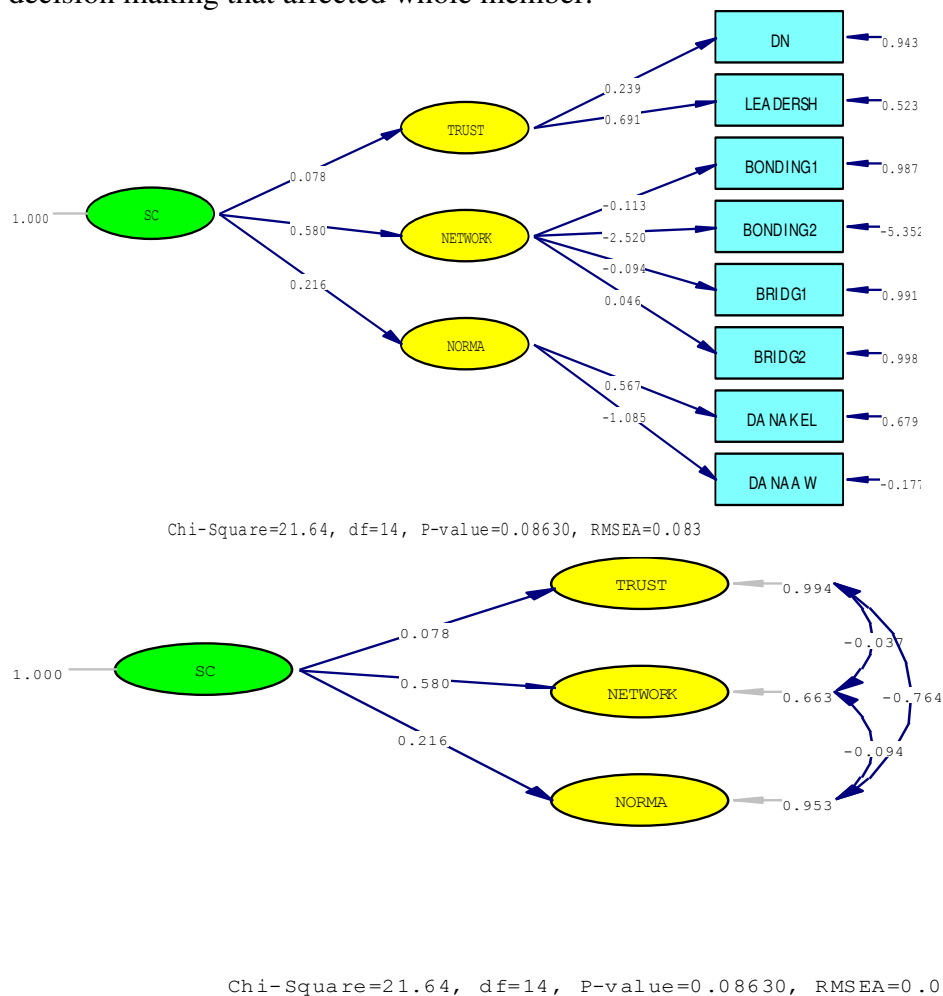 decision making that affected whole member.
DN
0.943
0.239
LEADERSH
0.523
0.691
TRUST
BONDING1
0.987
0.078
-0.113
1.000
SC
0.580
NETWORK
-2.520
BONDING2
-5.352
-0.094
0.216
0.046
BRIDG1
0.991
NORMA
BRIDG2
0.998
0.567
DANAKEL
0.679
-1.085
DANAAW
-0.177
Chi-Square=21.64, df=14, P-value=0.08630, RMSEA=0.083
TRUST
0.994
0.078
-0.037
1.000
SC
0.580
NETWORK
0.663
-0.764
0.216
-0.094
NORMA
0.953
Chi-Square=21.64, df=14, P-value=0.08630, RMSEA=0.0